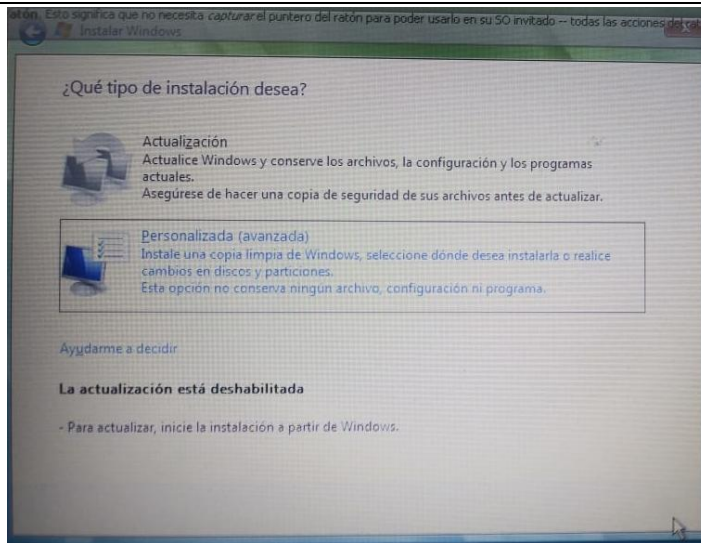 atón. Esto significa que no necesita capturar el puntero del ratón para poder usarlo en su SO invitado -- todas las acciones del rat
Instalar Windows
¿Qué tipo de instalación desea?
Actualización
Actualice Windows y conserve los archivos, la configuración y los programas
actuales.
Asegúrese de hacer una copia de seguridad de sus archivos antes de actualizar.
Personalizada (avanzada)
Instale una copia limpia de Windows, seleccione dónde desea instalarla o realice
cambios en discos y particiones.
Esta opción no conserva ningún archivo, configuración ni programa.
Ayudarme a decidir
La actualización está deshabilitada
- Para actualizar, inicie la instalación a partir de Windows.